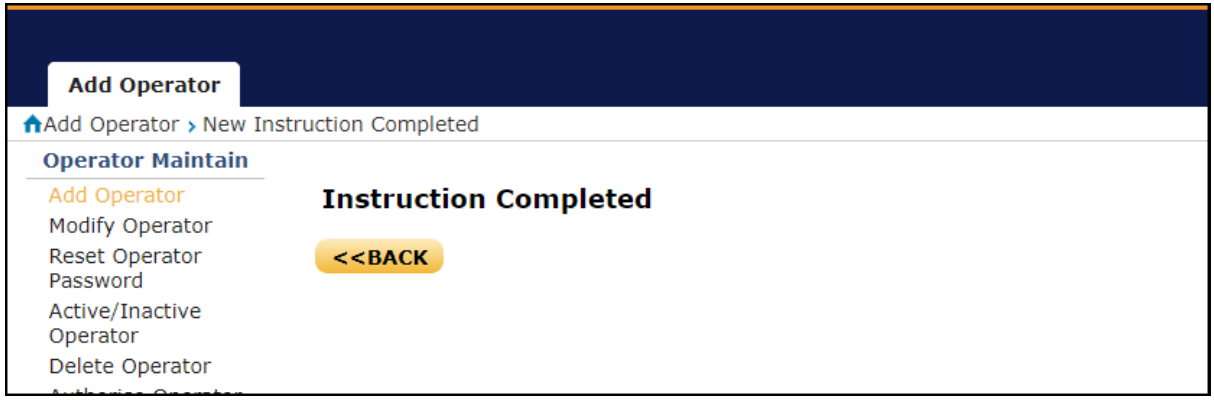 Add Operator
Add Operator > New Instruction Completed
Operator Maintain
Add Operator
Modify Operator
Reset Operator
Password
Active/Inactive
Operator
Delete Operator
Instruction Completed
<<BACK